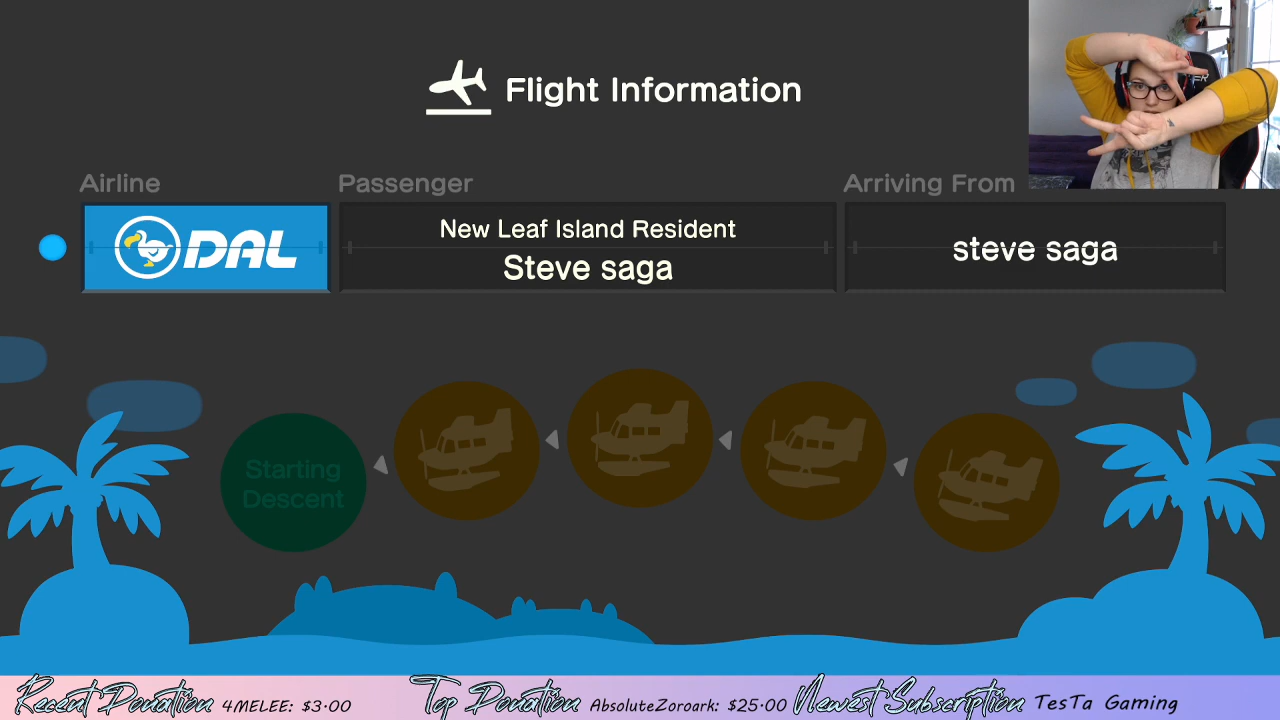 Flight Information
Airline
Passenger
Arriving From
DAL
New Leaf Island Resident
Steve saga
steve saga
Starting
Descent
Recent Donation 4MELEE: $3.00
Top Donation AbsoluteZoroark: $25.00
Newest Subscription TesTa Gaming